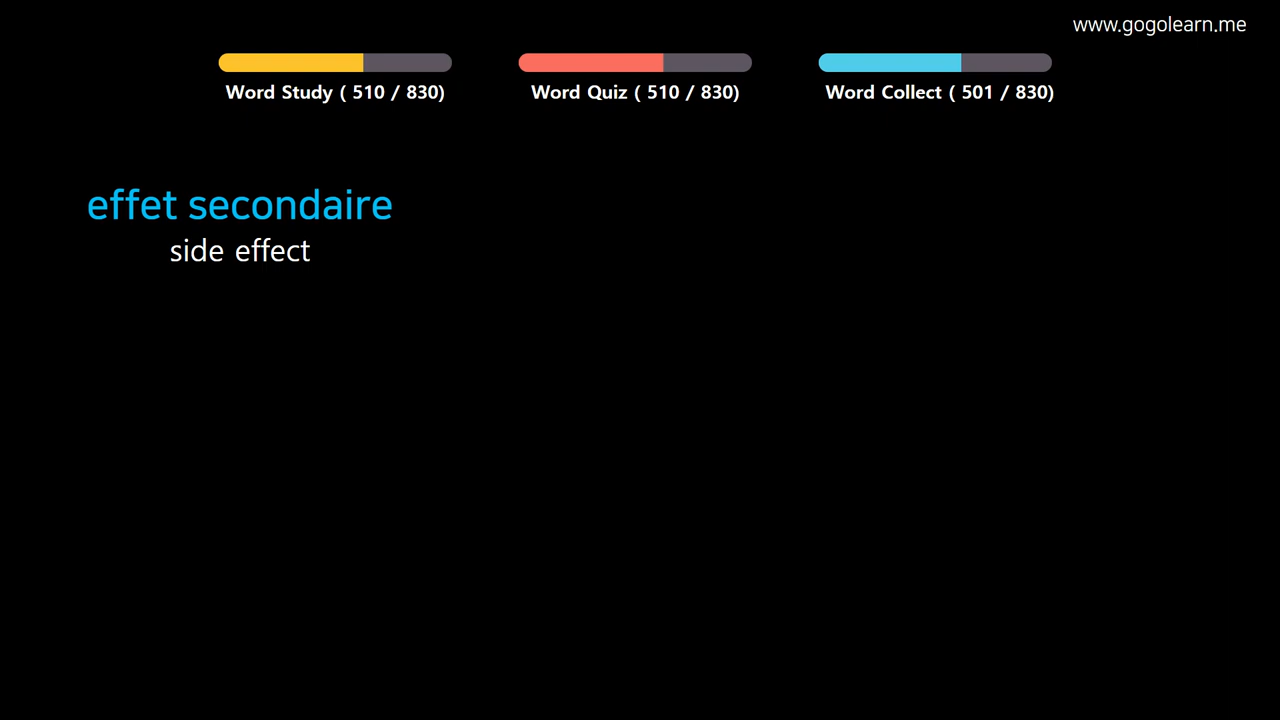 www.gogolearn.me
Word Study ( 510 / 830)
Word Quiz ( 510 / 830)
Word Collect ( 501 / 830)
effet secondaire
side effect